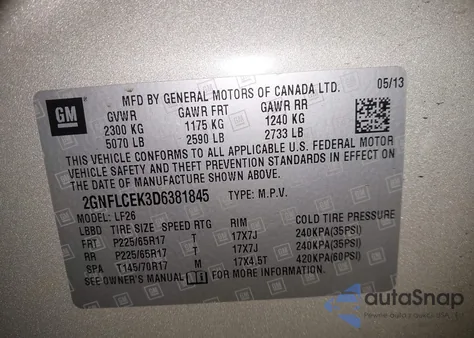 GM
05/13
MFD BY GENERAL MOTORS OF CANADA LTD.
GVWR GAWR FRT GAWR RR
2300 KG 1175 KG 1240 KG
5070 LB 2590 LB 2733 LB
THIS VEHICLE CONFORMS TO ALL APPLICABLE U.S. FEDERAL MOTOR
VEHICLE SAFETY AND THEFT PREVENTION STANDARDS IN EFFECT ON
THE DATE OF MANUFACTURE SHOWN ABOVE.
2GNFLCEK3D6381845 TYPE: M.P.V.
MODEL: LF26
LBBD TIRE SIZE SPEED RTG RIM COLD TIRE PRESSURE
FRT P225/65R17 T 17X7J 240KPA(35PSI)
RR P225/65R17 T 17X7J 240KPA(35PSI)
SPA T145/70R17 M 17X4.5T 420KPA(60PSI)
SEE OWNER'S MANUAL FOR MORE INFORMATION.
autaSnap